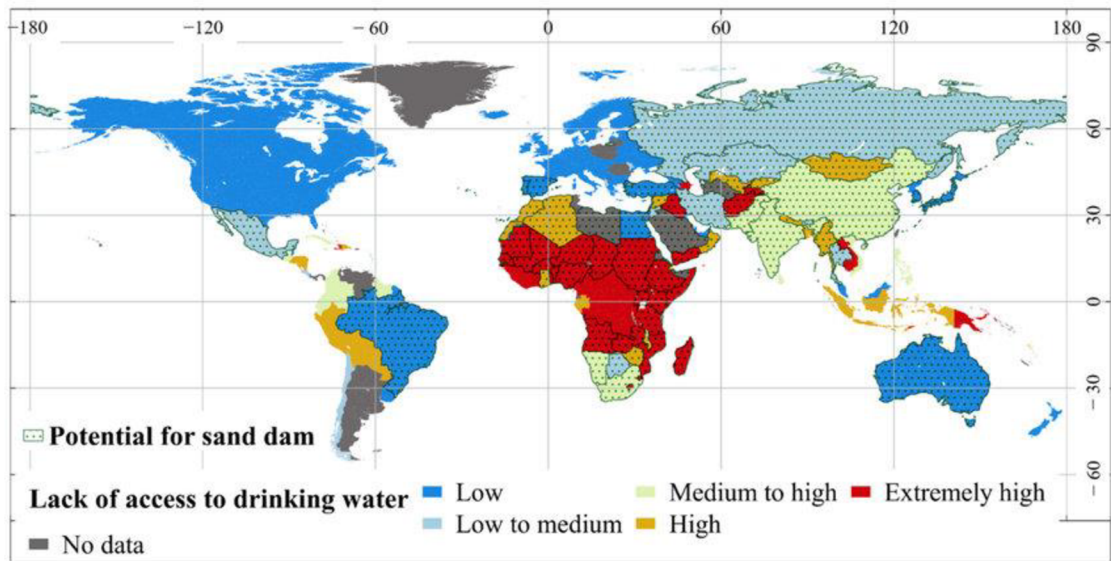 −180
−120
− 60
0
60
120
180
90
60
30
0
− 30
− 60
Potential for sand dam
Lack of access to drinking water
No data
Low
Low to medium
Medium to high
High
Extremely high